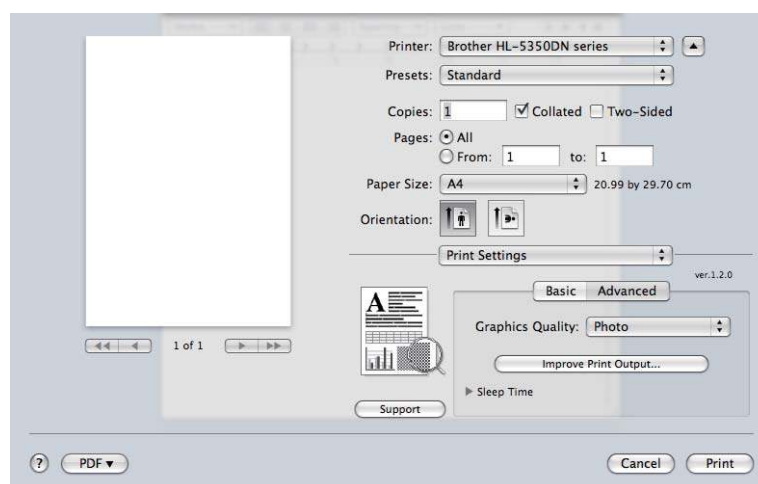 Printer: Brother HL-5350DN series
Presets: Standard
Copies: 1 Collated Two-Sided
Pages: All
From: 1 to: 1
Paper Size: A4 20.99 by 29.70 cm
Orientation:
Print Settings
ver.1.2.0
Basic Advanced
Graphics Quality: Photo
Improve Print Output...
Sleep Time
Support
1 of 1
? PDF▼ Cancel Print